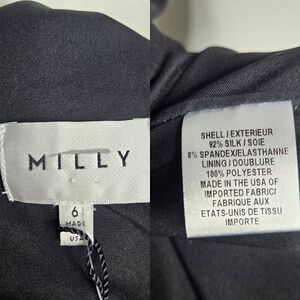 MILLY
6
MADE
USA
SHELL / EXTERIEUR
92% SILK / SOIE
8% SPANDEX/ELASTHANNE
LINING / DOUBLURE
100% POLYESTER
MADE IN THE USA OF
IMPORTED FABRIC/
FABRIQUE AUX
ETATS-UNIS DE TISSU
IMPORTE